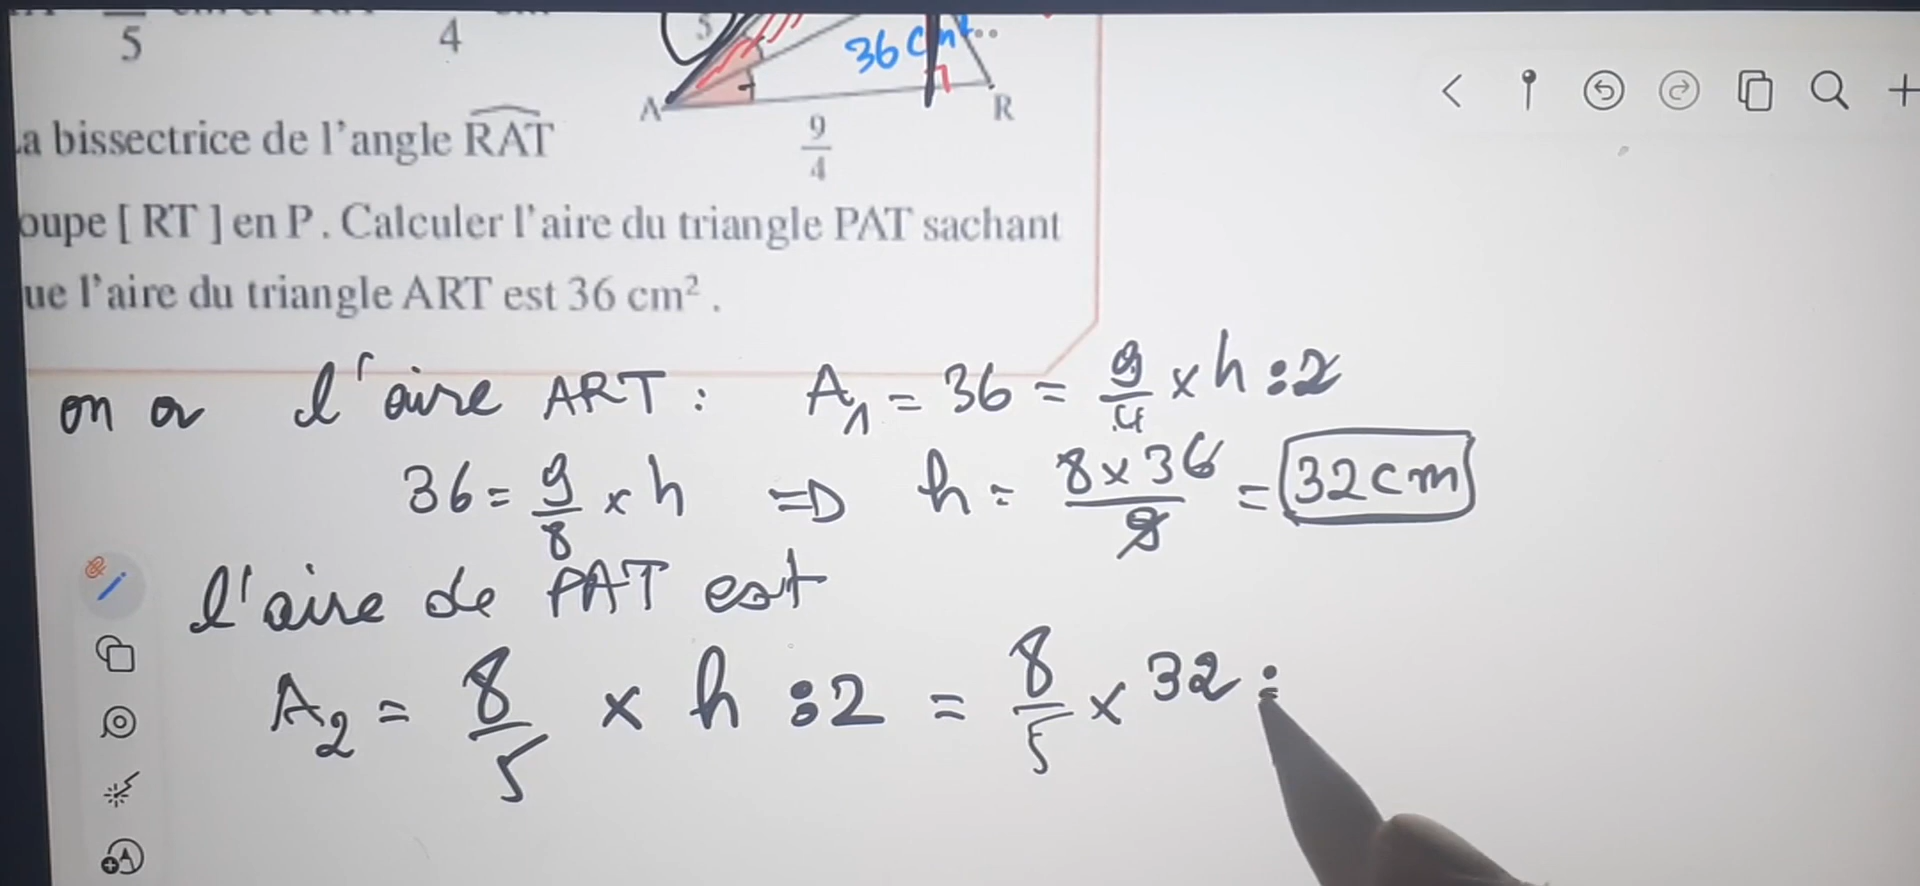 5 4
5 36 cm²
A R
La bissectrice de l'angle RAT
9/4
oupe [ RT ] en P . Calculer l'aire du triangle PAT sachant
ue l'aire du triangle ART est 36 cm² .
on a l'aire ART : A₁ = 36 = 9/4 × h : 2
36 = 9/8 × h => h = 8×36/9 = 32cm
l'aire de PAT est
A₂ = 8/5 × h : 2 = 8/5 × 32 :